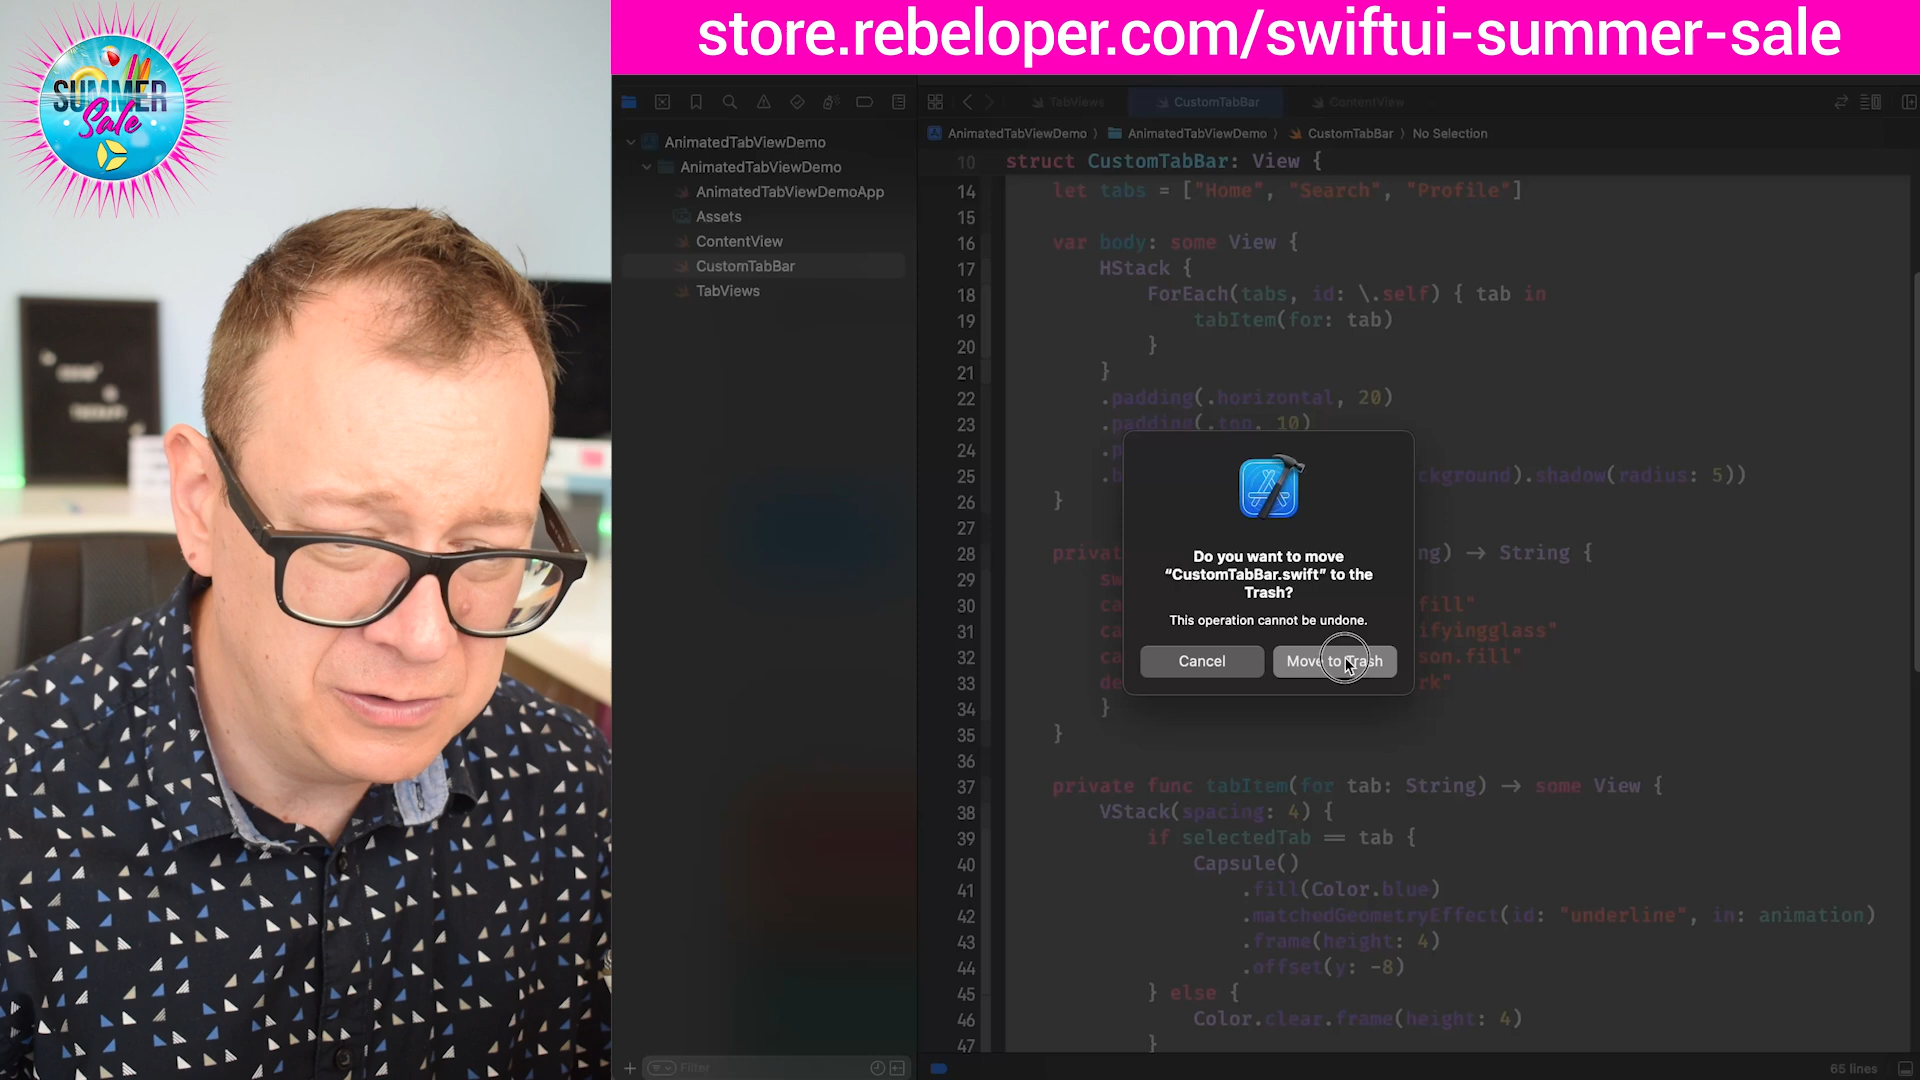 store.rebeloper.com/swiftui-summer-sale
SUMMER
Sale
TabViews
CustomTabBar
ContentView
AnimatedTabViewDemo
AnimatedTabViewDemo
CustomTabBar
No Selection
AnimatedTabViewDemo
AnimatedTabViewDemo
AnimatedTabViewDemoApp
Assets
ContentView
CustomTabBar
TabViews
10 struct CustomTabBar: View {
14 let tabs = ["Home", "Search", "Profile"]
15
16 var body: some View {
17 HStack {
18 ForEach(tabs, id: \.self) { tab in
19 tabItem(for: tab)
20 }
21 }
22 .padding(.horizontal, 20)
23 .padding(.top, 10)
24 .p
25 .b ckground).shadow(radius: 5))
26 }
27
28 privat ng) → String {
29 sw
30 ca fill"
31 ca ifyingglass"
32 ca son.fill"
33 de rk"
34 }
35 }
36
37 private func tabItem(for tab: String) → some View {
38 VStack(spacing: 4) {
39 if selectedTab == tab {
40 Capsule()
41 .fill(Color.blue)
42 .matchedGeometryEffect(id: "underline", in: animation)
43 .frame(height: 4)
44 .offset(y: -8)
45 } else {
46 Color.clear.frame(height: 4)
47 }
Do you want to move
“CustomTabBar.swift” to the
Trash?
This operation cannot be undone.
Cancel
Move to Trash
Filter
65 lines